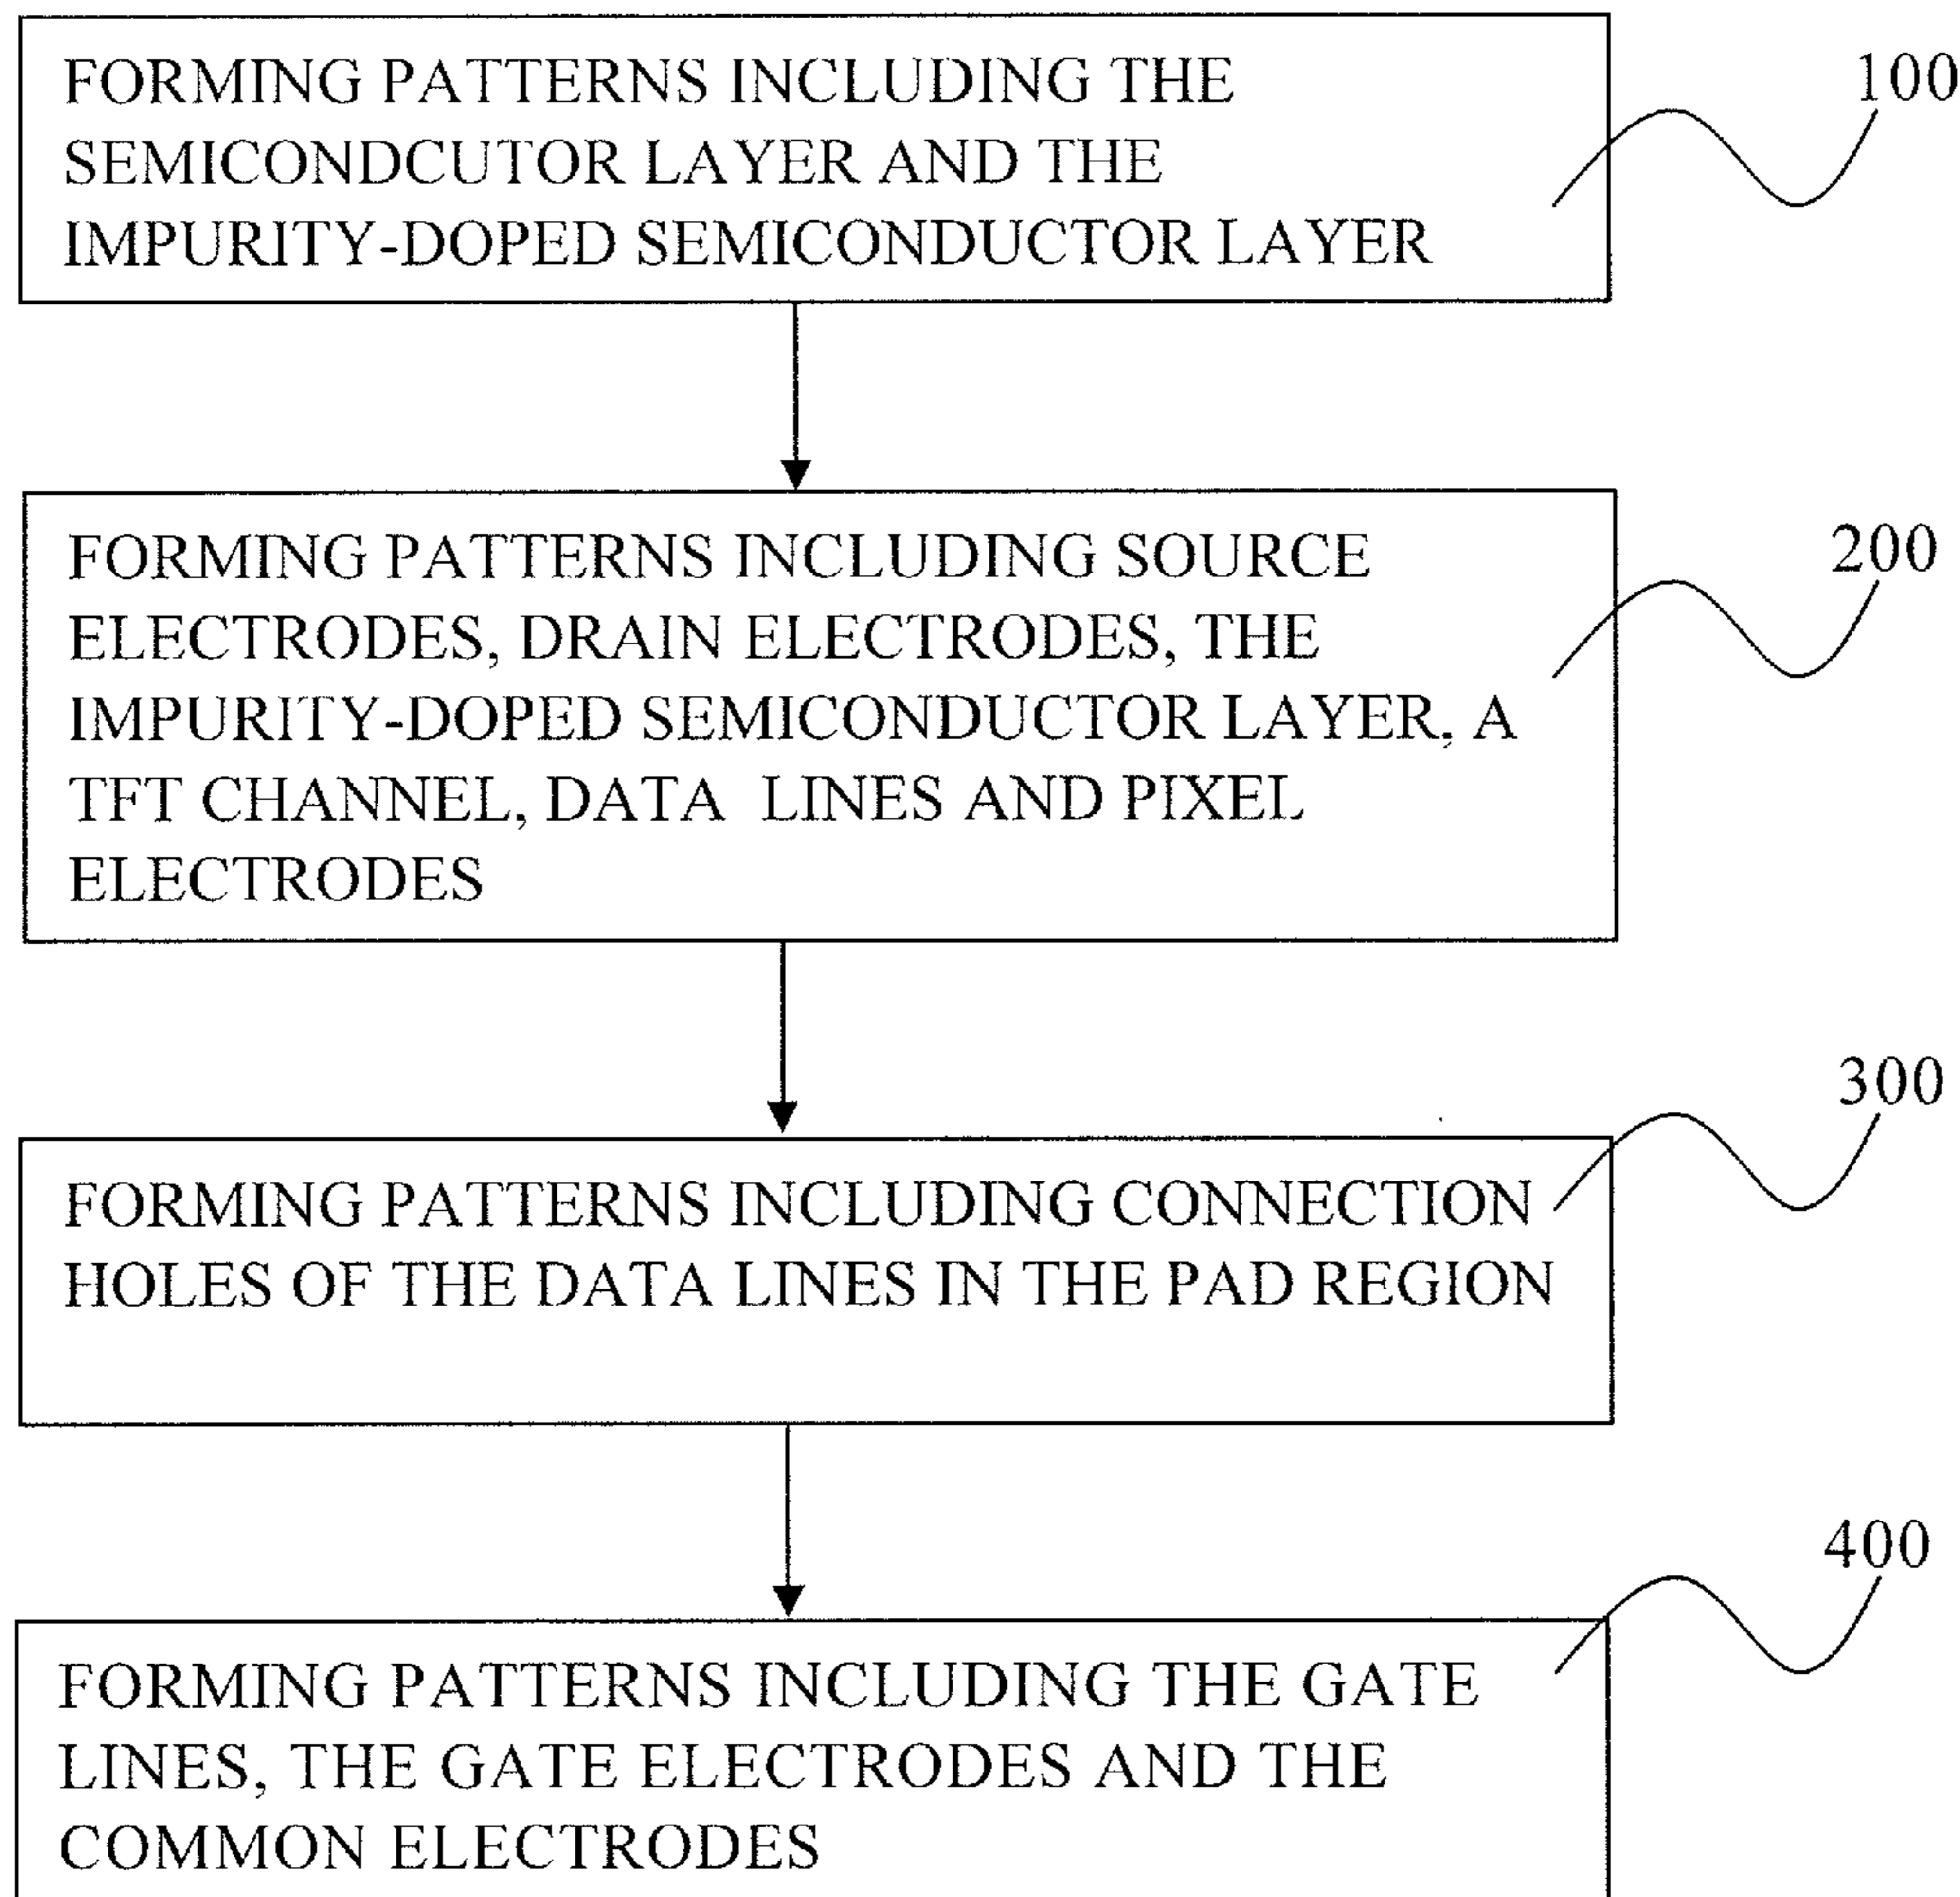 FORMING PATTERNS INCLUDING THE
SEMICONDCUTOR LAYER AND THE
IMPURITY-DOPED SEMICONDUCTOR LAYER
100
FORMING PATTERNS INCLUDING SOURCE
ELECTRODES, DRAIN ELECTRODES, THE
IMPURITY-DOPED SEMICONDUCTOR LAYER, A
TFT CHANNEL, DATA LINES AND PIXEL
ELECTRODES
200
FORMING PATTERNS INCLUDING CONNECTION
HOLES OF THE DATA LINES IN THE PAD REGION
300
FORMING PATTERNS INCLUDING THE GATE
LINES, THE GATE ELECTRODES AND THE
COMMON ELECTRODES
400